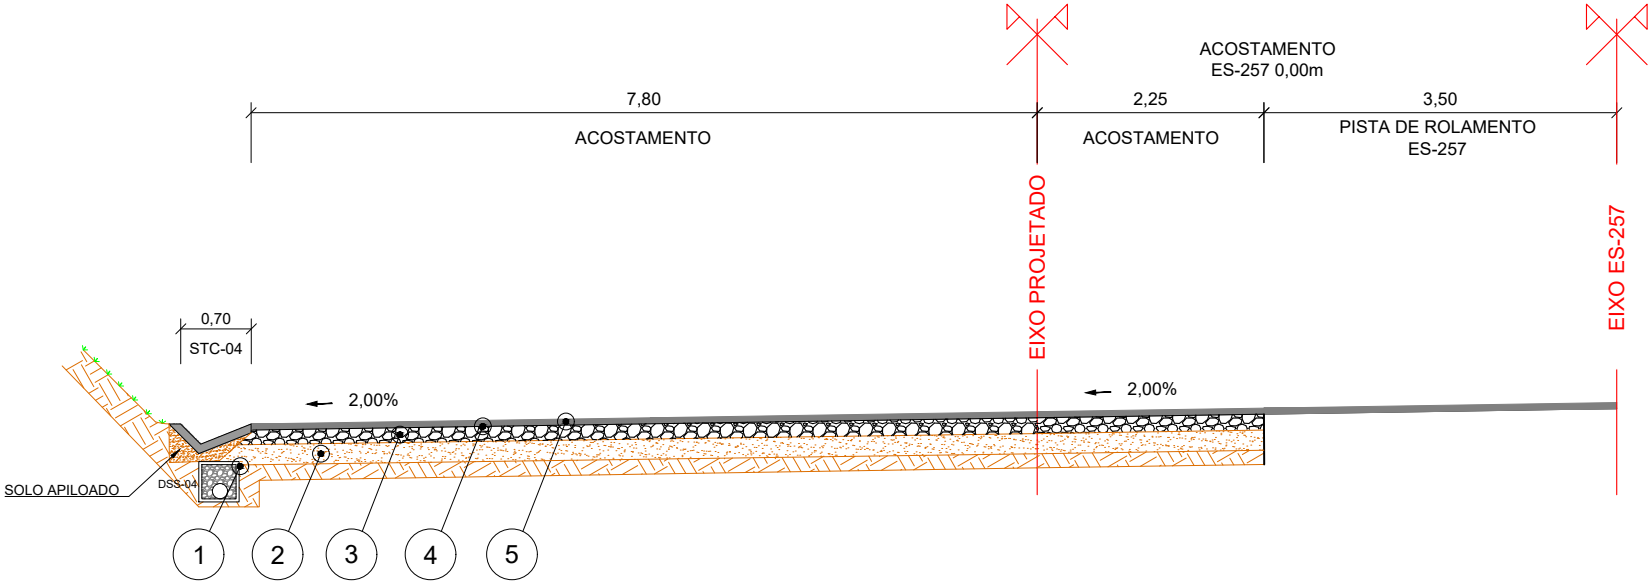 ACOSTAMENTO
ES-257 0,00m
7,80
2,25
3,50
ACOSTAMENTO
ACOSTAMENTO
PISTA DE ROLAMENTO
ES-257
EIXO PROJETADO
EIXO ES-257
0,70
STC-04
2,00%
2,00%
SOLO APILOADO
DSS-04
1
2
3
4
5